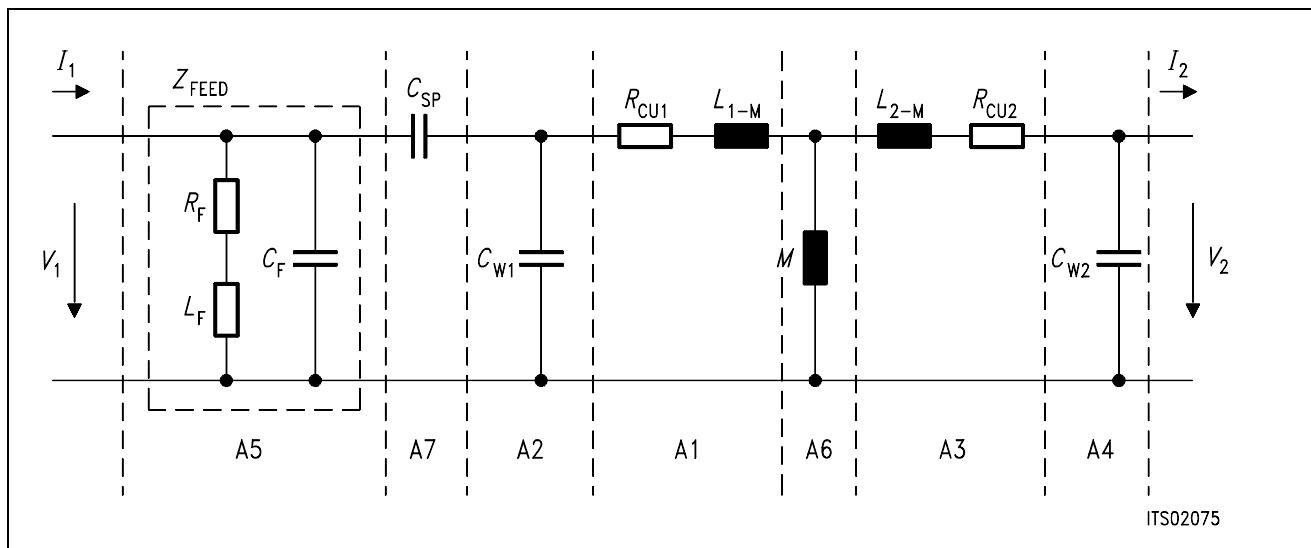 I1
ZFEED
CSP
RCU1
L1–M
L2–M
RCU2
I2
RF
LF
CF
V1
CW1
M
CW2
V2
A5
A7
A2
A1
A6
A3
A4
ITS02075